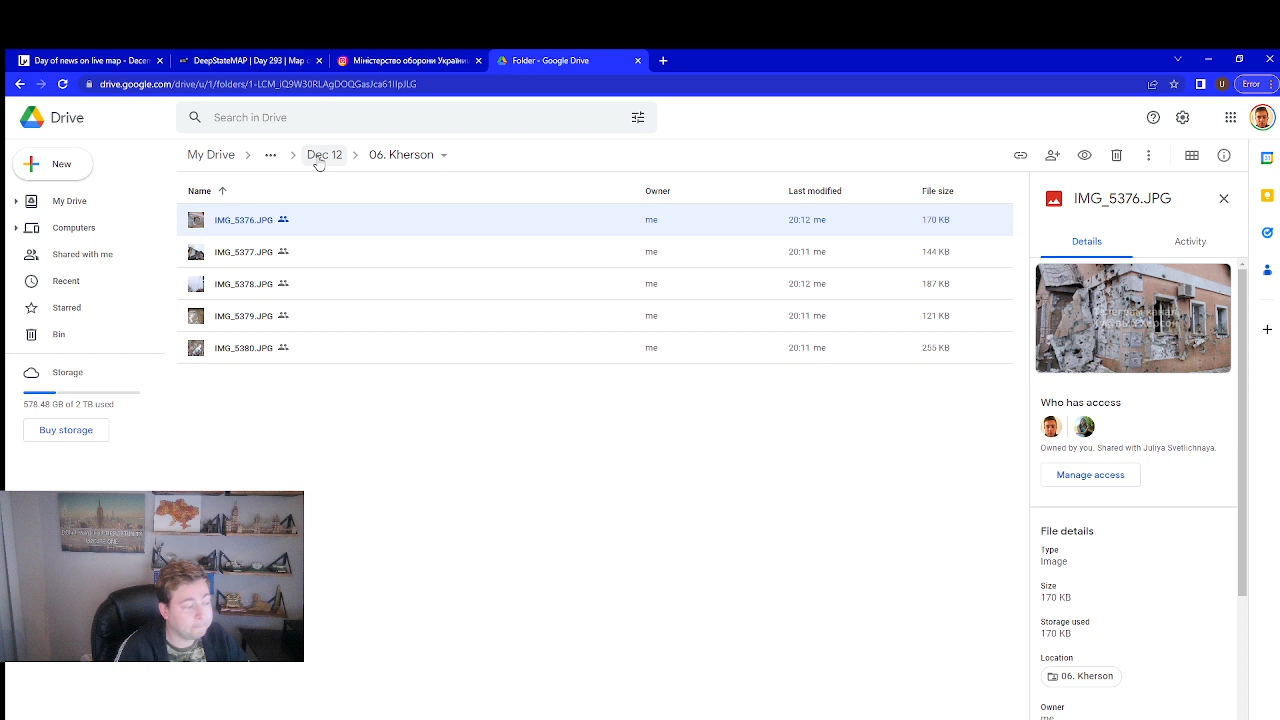 Day of news on live map - Decen
DeepStateMAP | Day 293 | Map o
Міністерство оборони України
Folder - Google Drive
drive.google.com/drive/u/1/folders/1-LCM_iQ9W30RLAgDOQGasJca61IIpJLG
U
Error
Drive
Search in Drive
New
My Drive
Dec 12
06. Kherson
Name
Owner
Last modified
File size
IMG_5376.JPG
me
20:12 me
170 KB
IMG_5377.JPG
me
20:11 me
144 KB
IMG_5378.JPG
me
20:12 me
187 KB
IMG_5379.JPG
me
20:11 me
121 KB
IMG_5380.JPG
me
20:11 me
255 KB
My Drive
Computers
Shared with me
Recent
Starred
Bin
Storage
578.48 GB of 2 TB used
Buy storage
IMG_5376.JPG
Details
Activity
Who has access
Owned by you. Shared with Juliya Svetlichnaya.
Manage access
File details
Type
Image
Size
170 KB
Storage used
170 KB
Location
06. Kherson
Owner
me